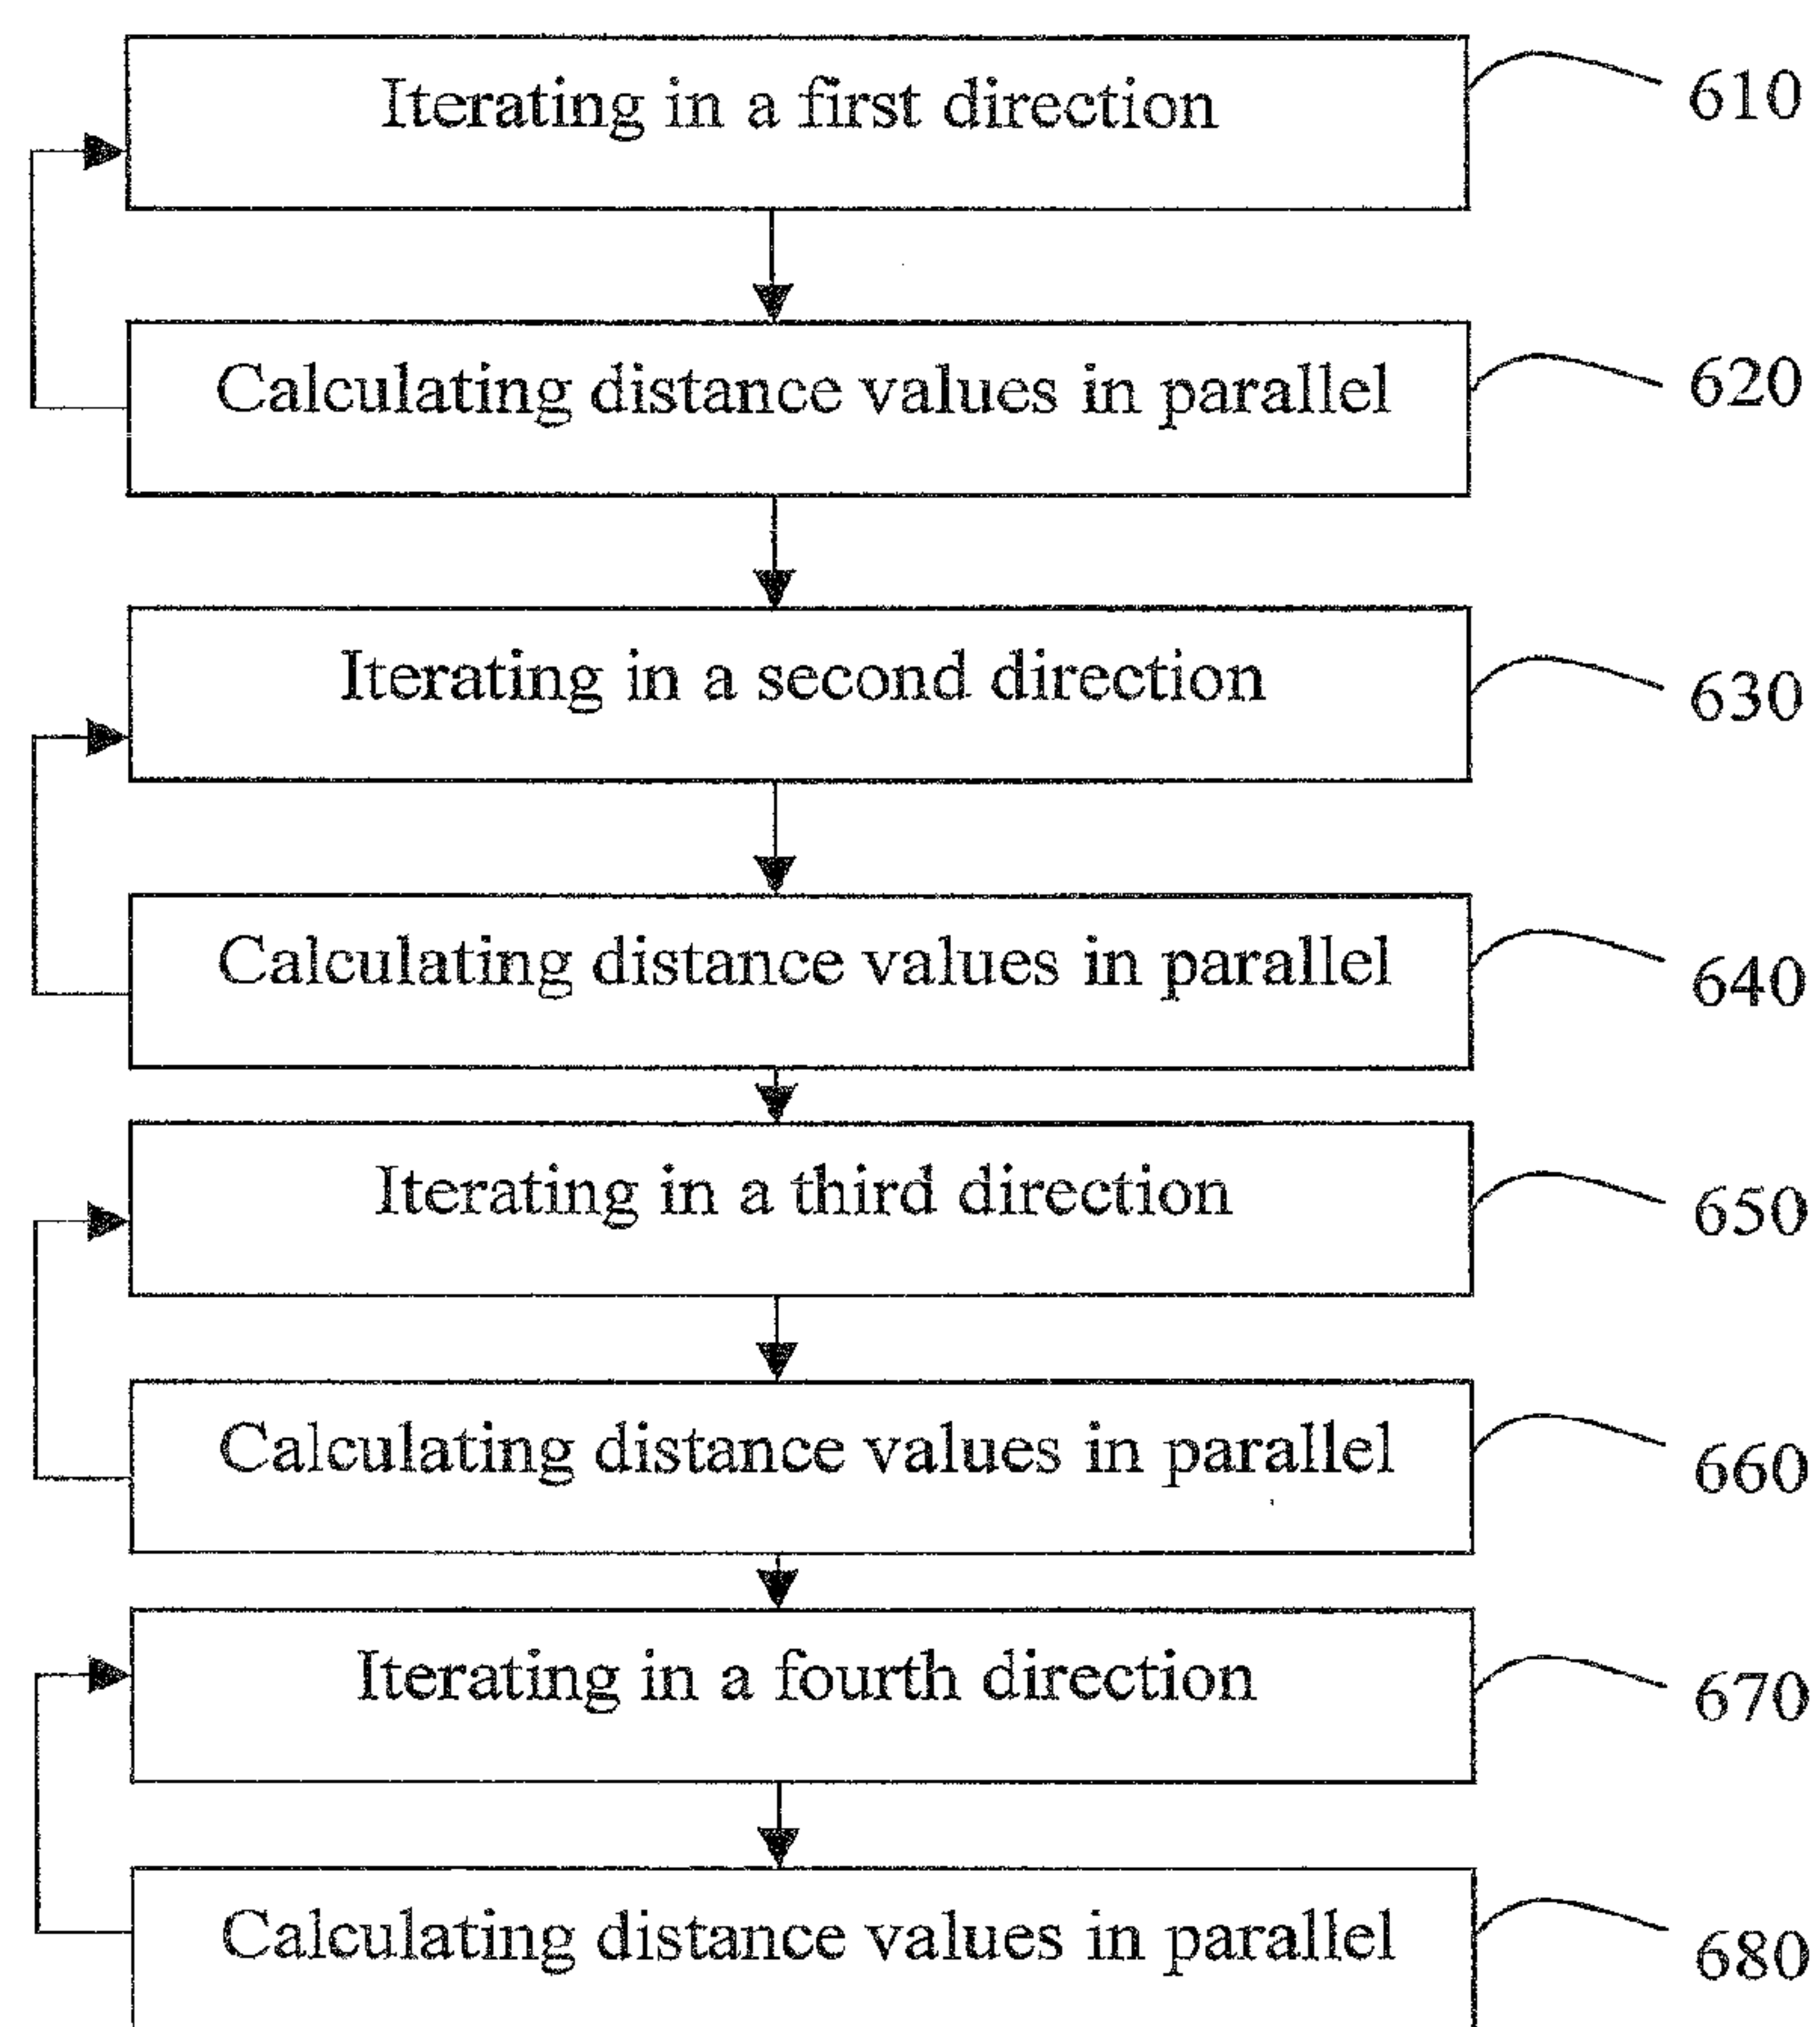 Iterating in a first direction 610
Calculating distance values in parallel 620
Iterating in a second direction 630
Calculating distance values in parallel 640
Iterating in a third direction 650
Calculating distance values in parallel 660
Iterating in a fourth direction 670
Calculating distance values in parallel 680